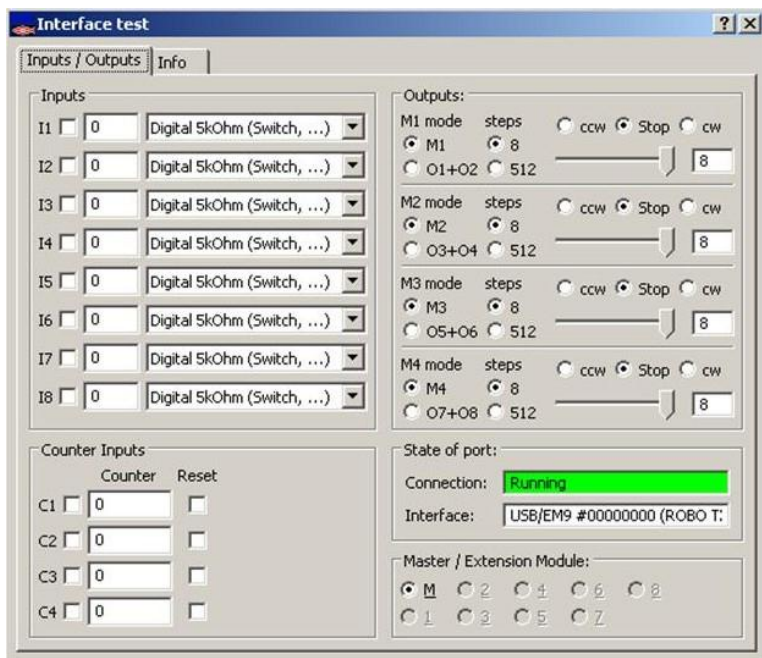 Interface test
Inputs / Outputs
Info
Inputs
I1 0 Digital 5kOhm (Switch, ...)
I2 0 Digital 5kOhm (Switch, ...)
I3 0 Digital 5kOhm (Switch, ...)
I4 0 Digital 5kOhm (Switch, ...)
I5 0 Digital 5kOhm (Switch, ...)
I6 0 Digital 5kOhm (Switch, ...)
I7 0 Digital 5kOhm (Switch, ...)
I8 0 Digital 5kOhm (Switch, ...)
Counter Inputs
Counter Reset
C1 0
C2 0
C3 0
C4 0
Outputs:
M1 mode steps ccw Stop cw
M1 8
O1+O2 512 8
M2 mode steps ccw Stop cw
M2 8
O3+O4 512 8
M3 mode steps ccw Stop cw
M3 8
O5+O6 512 8
M4 mode steps ccw Stop cw
M4 8
O7+O8 512 8
State of port:
Connection: Running
Interface: USB/EM9 #00000000 (ROBO T
Master / Extension Module:
M 2 4 6 8
1 3 5 7